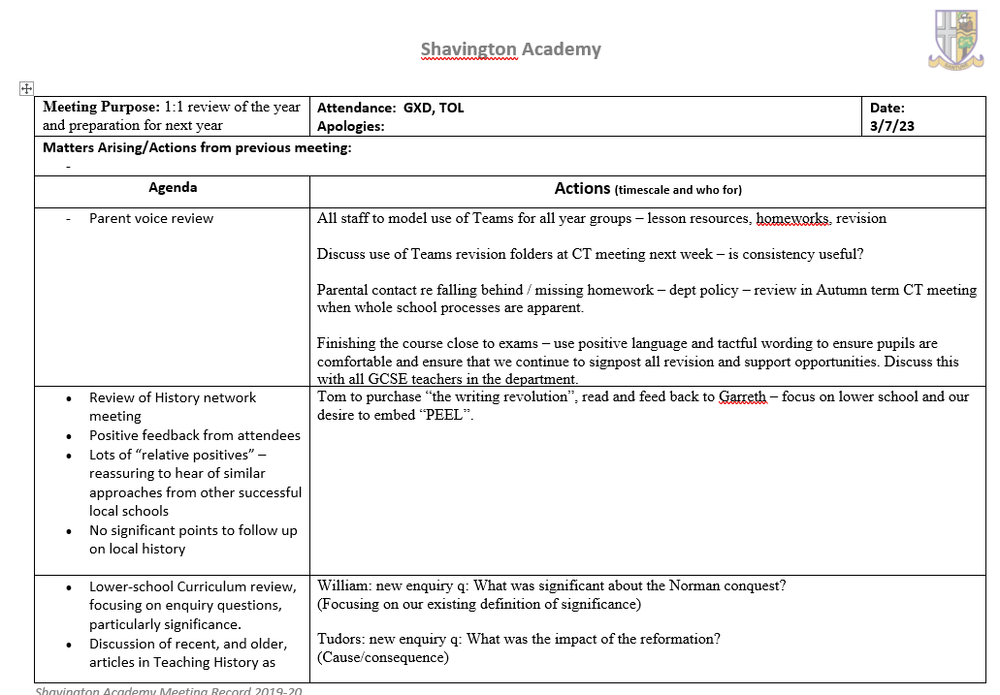 Shavington Academy
Meeting Purpose: 1:1 review of the year
and preparation for next year
Attendance: GXD, TOL
Apologies:
Date:
3/7/23
Matters Arising/Actions from previous meeting:
-
Agenda
Actions (timescale and who for)
- Parent voice review
All staff to model use of Teams for all year groups – lesson resources, homeworks, revision
Discuss use of Teams revision folders at CT meeting next week – is consistency useful?
Parental contact re falling behind / missing homework – dept policy – review in Autumn term CT meeting
when whole school processes are apparent.
Finishing the course close to exams – use positive language and tactful wording to ensure pupils are
comfortable and ensure that we continue to signpost all revision and support opportunities. Discuss this
with all GCSE teachers in the department.
• Review of History network
meeting
• Positive feedback from attendees
• Lots of “relative positives” –
reassuring to hear of similar
approaches from other successful
local schools
• No significant points to follow up
on local history
Tom to purchase “the writing revolution”, read and feed back to Garreth – focus on lower school and our
desire to embed “PEEL”.
• Lower-school Curriculum review,
focusing on enquiry questions,
particularly significance.
• Discussion of recent, and older,
articles in Teaching History as
William: new enquiry q: What was significant about the Norman conquest?
(Focusing on our existing definition of significance)
Tudors: new enquiry q: What was the impact of the reformation?
(Cause/consequence)
Shavington Academy Meeting Record 2019-20